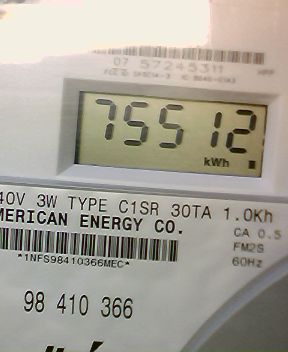 07 57245311
75512
kWh
40V 3W TYPE C1SR 30TA 1.0Kh
MERICAN ENERGY CO.
CA 0.5
FM2S
*1NFS98410366MEC*
60Hz
98 410 366